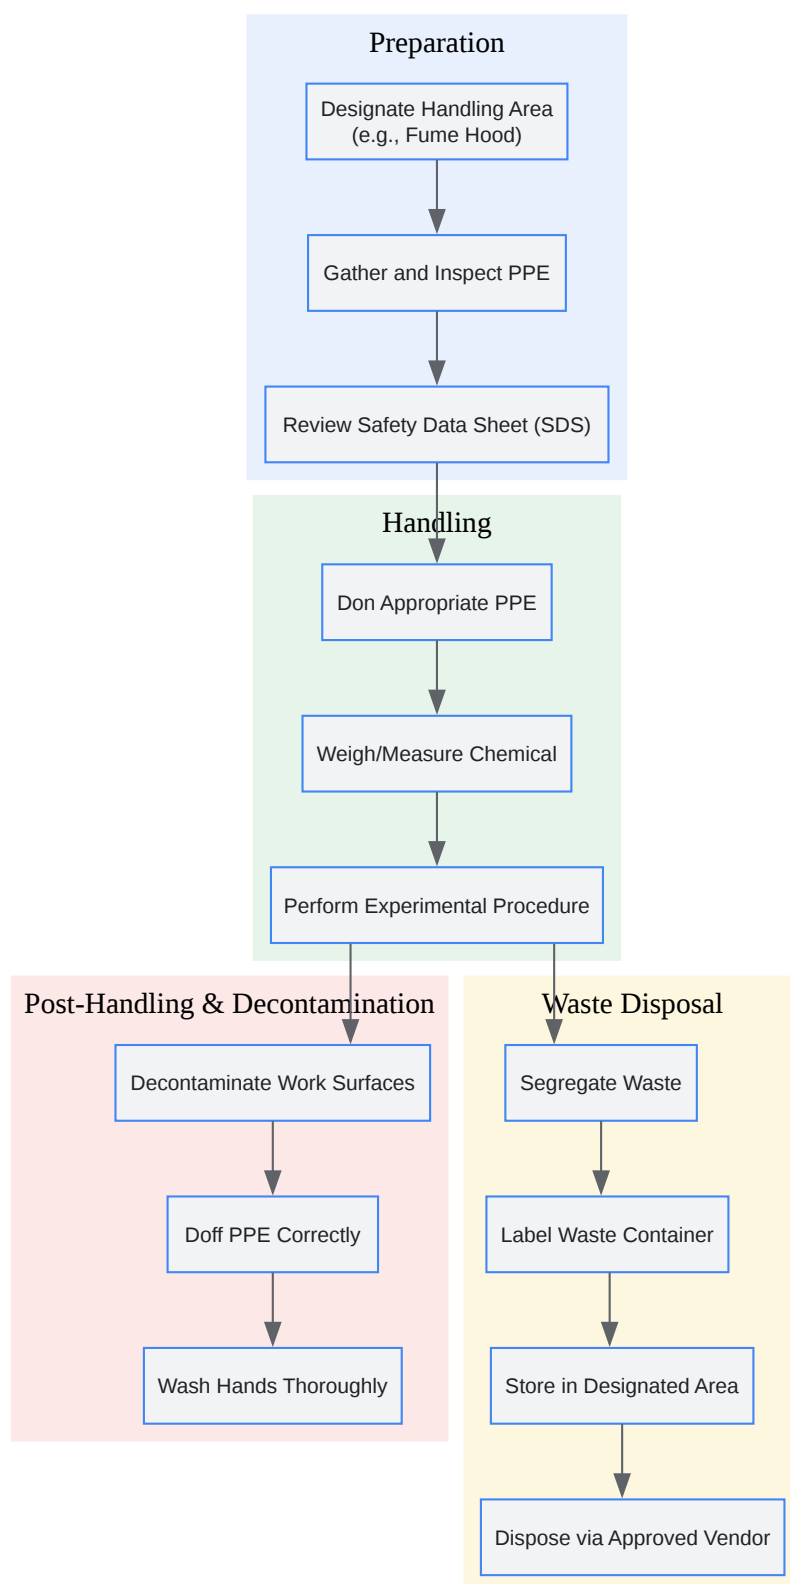 Preparation
Designate Handling Area
(e.g., Fume Hood)
Gather and Inspect PPE
Review Safety Data Sheet (SDS)
Handling
Don Appropriate PPE
Weigh/Measure Chemical
Perform Experimental Procedure
Post-Handling & Decontamination
Decontaminate Work Surfaces
Doff PPE Correctly
Wash Hands Thoroughly
Waste Disposal
Segregate Waste
Label Waste Container
Store in Designated Area
Dispose via Approved Vendor